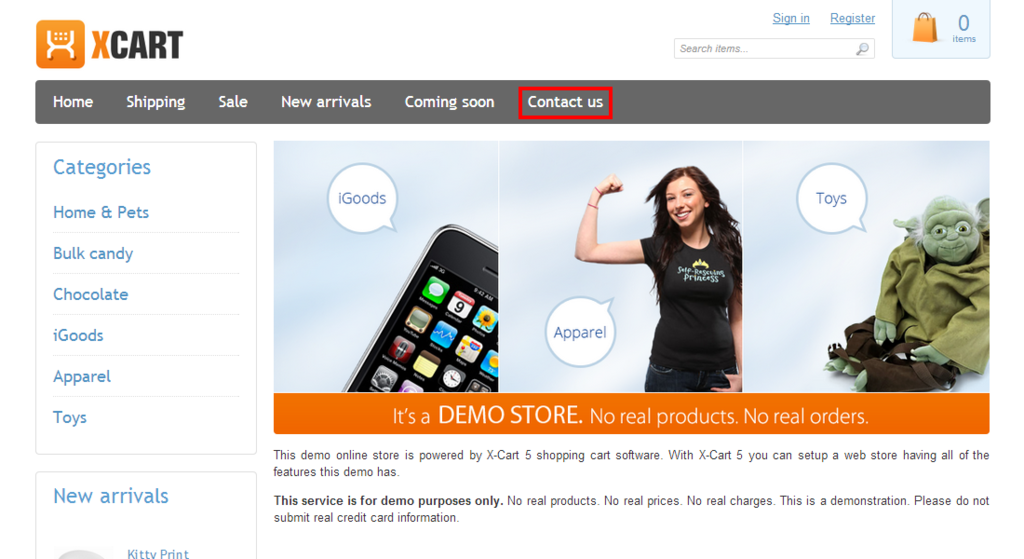 Sign in Register
0
items
XCART
Search items...
Home Shipping Sale New arrivals Coming soon Contact us
Categories
Home & Pets
Bulk candy
Chocolate
iGoods
Apparel
Toys
iGoods
Apparel
Toys
Self-Rescuing
Princess
9:42 AM
Calendar
9
It's a DEMO STORE. No real products. No real orders.
This demo online store is powered by X-Cart 5 shopping cart software. With X-Cart 5 you can setup a web store having all of the
features this demo has.
This service is for demo purposes only. No real products. No real prices. No real charges. This is a demonstration. Please do not
submit real credit card information.
New arrivals
Kitty Print